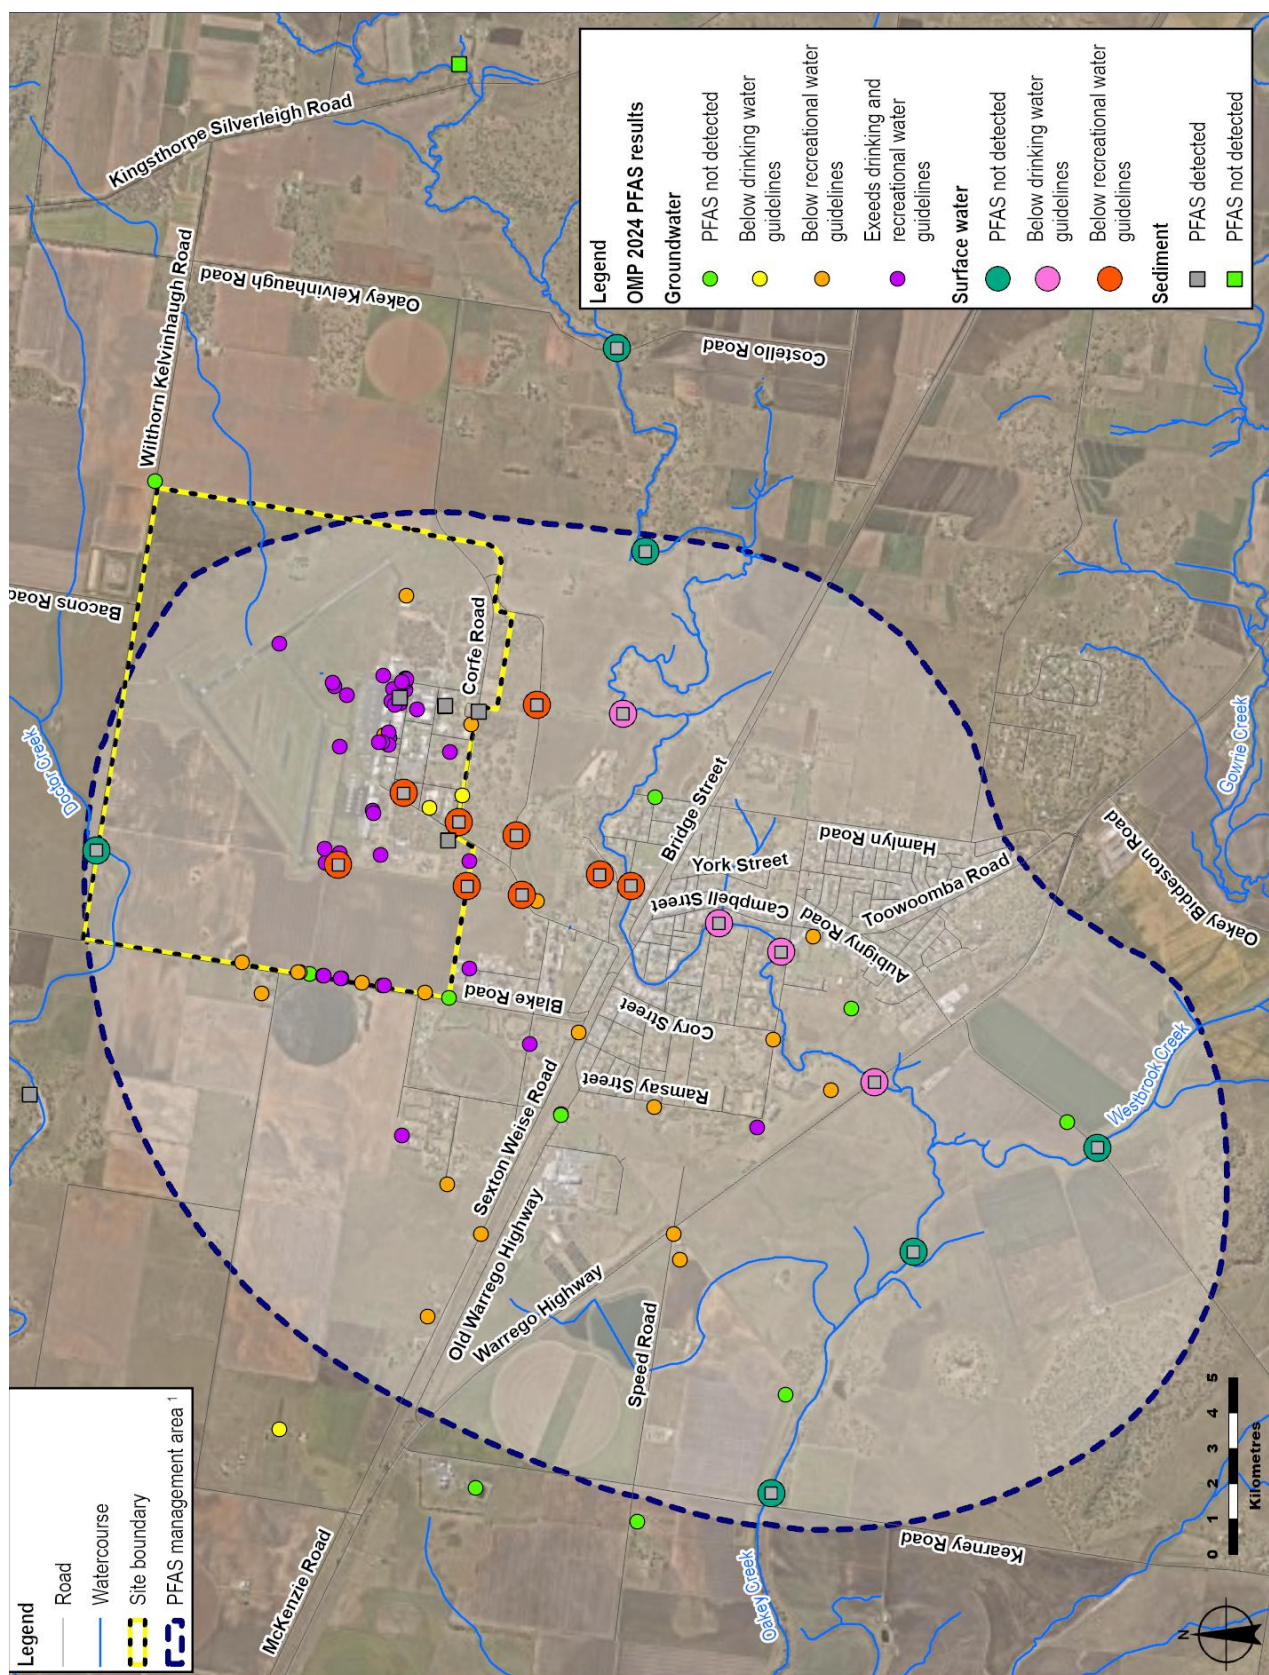 Legend
Road
Watercourse
Site boundary
PFAS management area 1
Legend
OMP 2024 PFAS results
Groundwater
PFAS not detected
Below drinking water
guidelines
Below recreational water
guidelines
Exeeds drinking and
recreational water
guidelines
Surface water
PFAS not detected
Below drinking water
guidelines
Below recreational water
guidelines
Sediment
PFAS detected
PFAS not detected
Doctor Creek
Bacons Road
Wilthorn Kelvinhaugh Road
Kingsthorpe Silverleigh Road
Oakey Kelvinhaugh Road
Corfe Road
Costello Road
McKenzie Road
Sexton Weise Road
Old Warrego Highway
Warrego Highway
Blake Road
Cory Street
Ramsay Street
Bridge Street
York Street
Campbell Street
Hamlyn Road
Aubigny Road
Toowoomba Road
Speed Road
Kearney Road
Oakey Creek
Westbrook Creek
Oakey Biddeston Road
Gowrie Creek
N
0 1 2 3 4 5
Kilometres